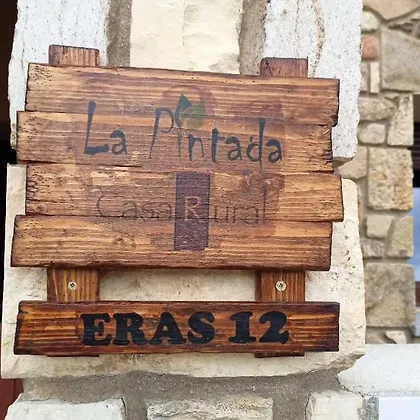 La Pintada
Casa Rural
ERAS 12